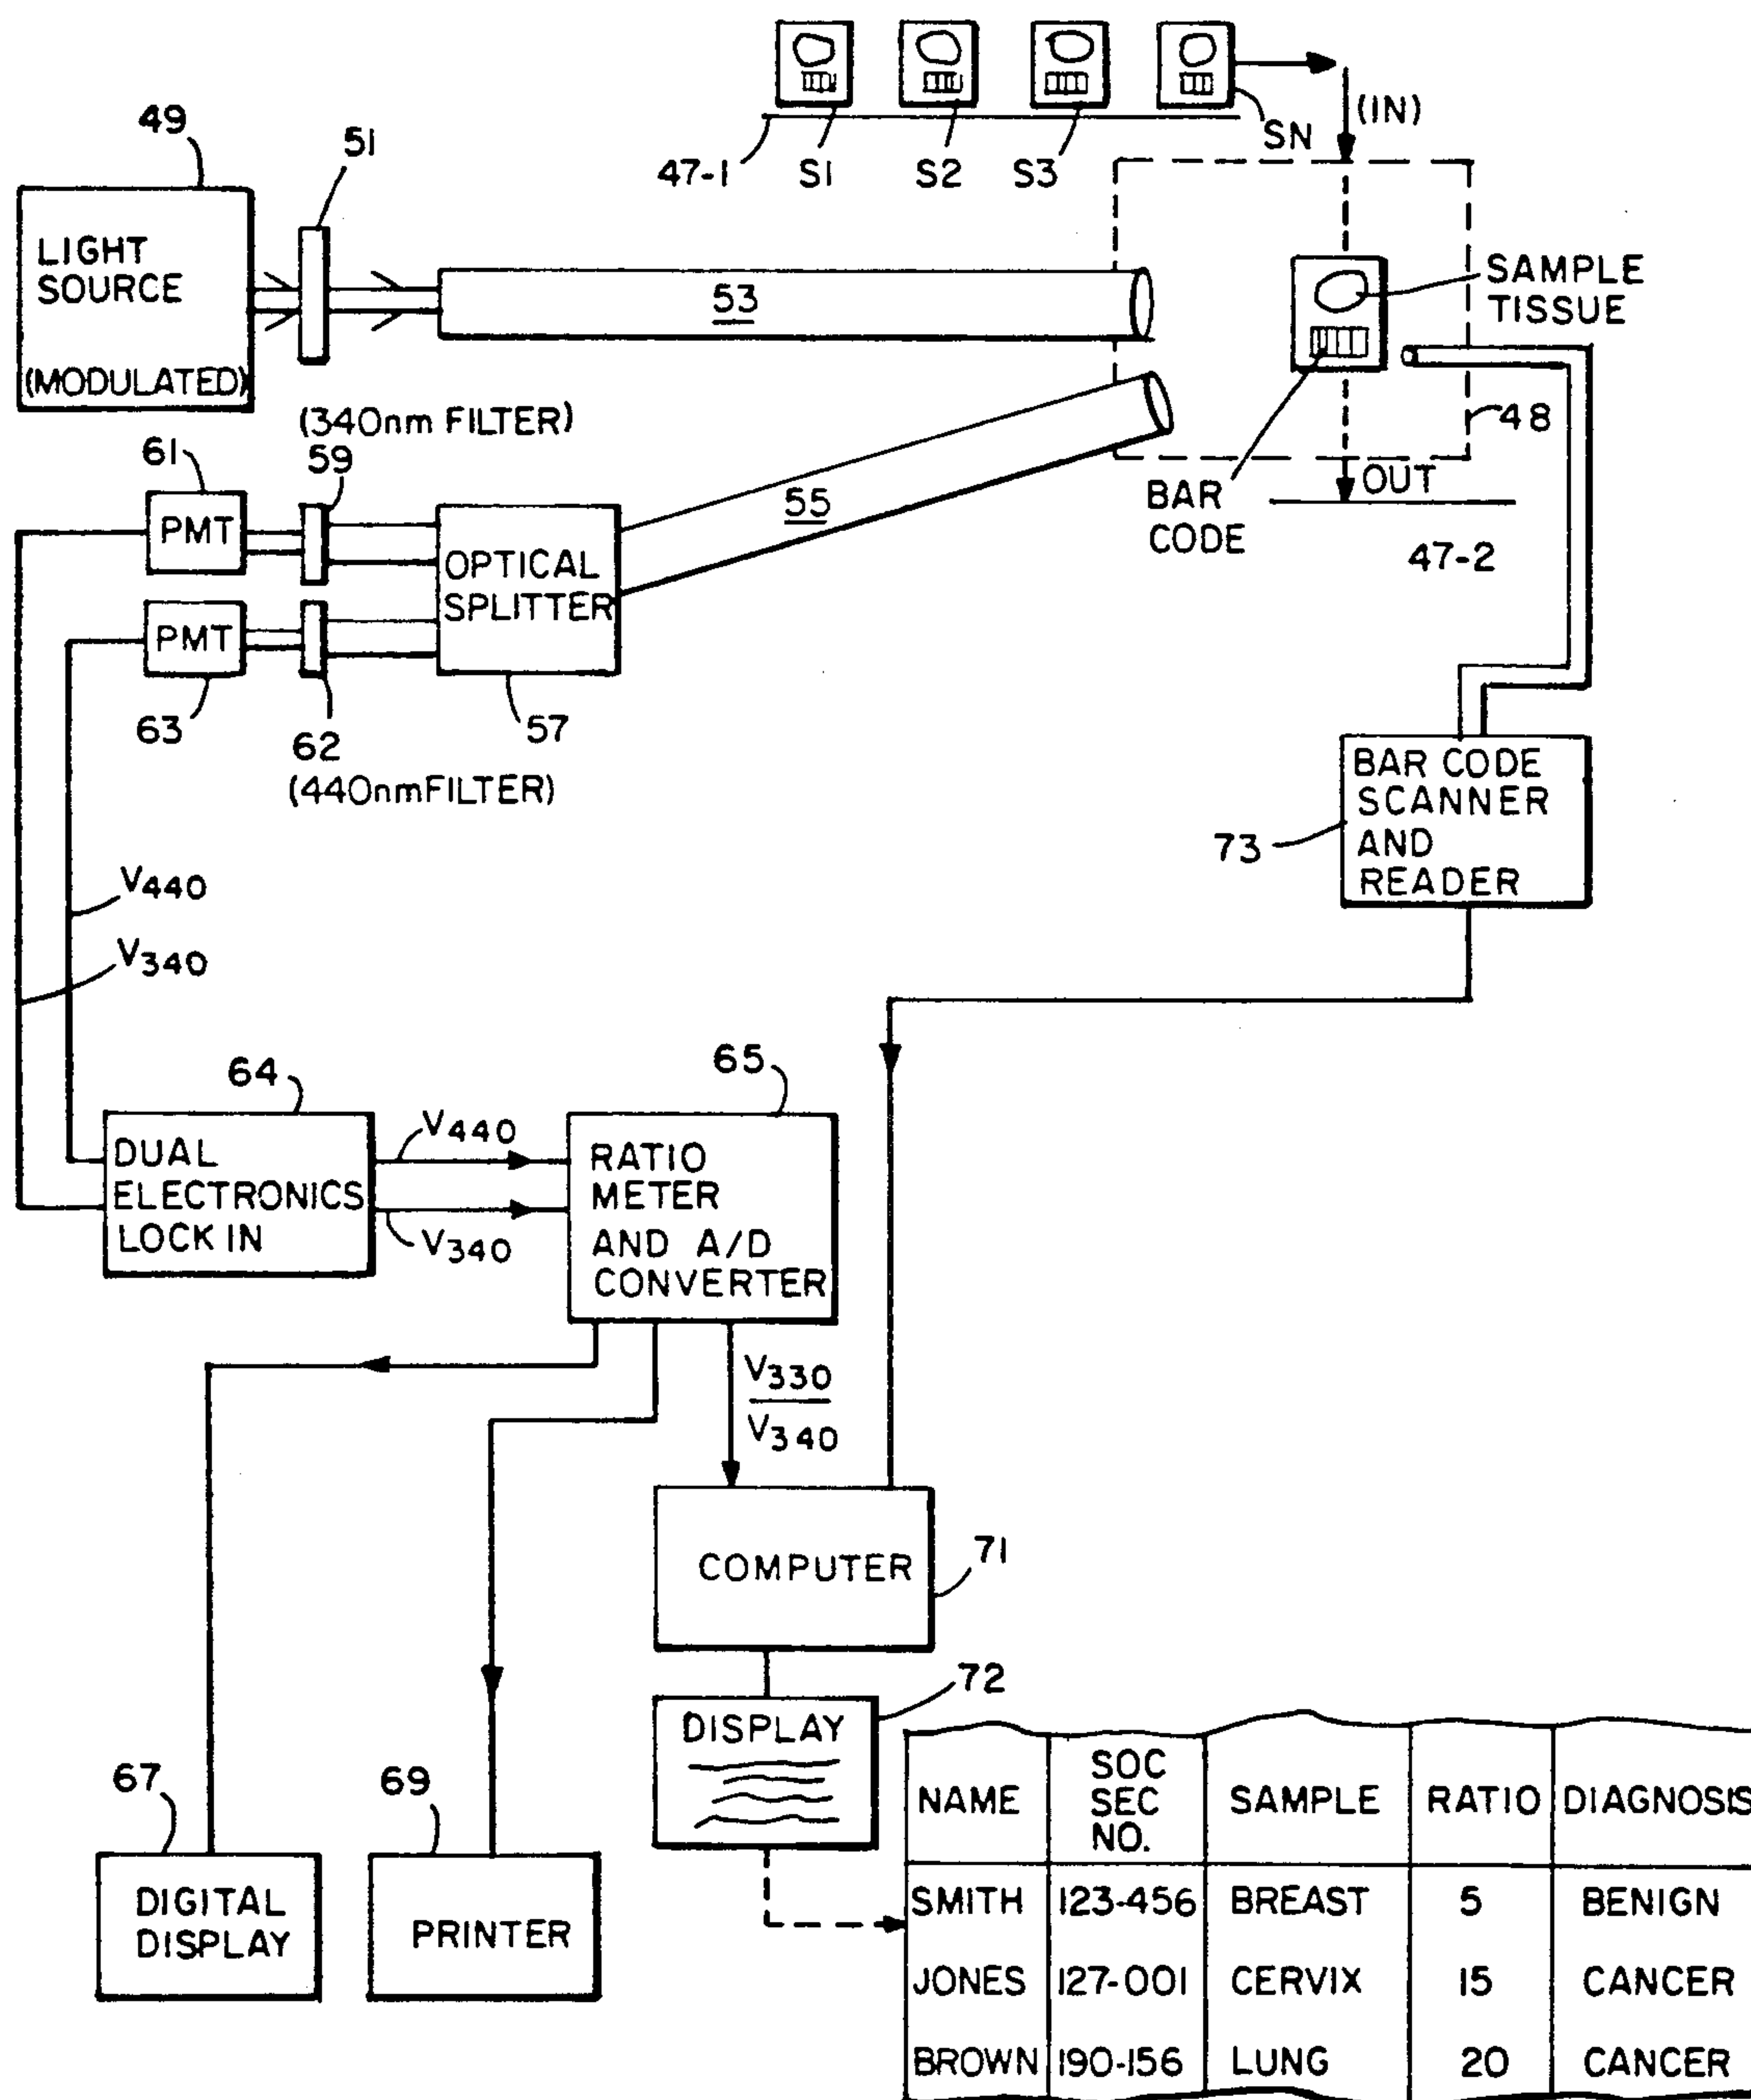 49
51
47-1
S1
S2
S3
SN
(IN)
LIGHT
SOURCE
(MODULATED)
53
SAMPLE
TISSUE
(340nm FILTER)
48
61
59
PMT
55
OUT
BAR
CODE
47-2
OPTICAL
SPLITTER
PMT
63
62
57
(440nmFILTER)
BAR CODE
SCANNER
AND
READER
73
V440
V340
64
65
DUAL
ELECTRONICS
LOCK IN
V440
V340
RATIO
METER
AND A/D
CONVERTER
V330
V340
COMPUTER
71
72
DISPLAY
67
69
DIGITAL
DISPLAY
PRINTER
NAME
SOC
SEC
NO.
SAMPLE
RATIO
DIAGNOSIS
SMITH 123-456 BREAST 5 BENIGN
JONES 127-001 CERVIX 15 CANCER
BROWN 190-156 LUNG 20 CANCER